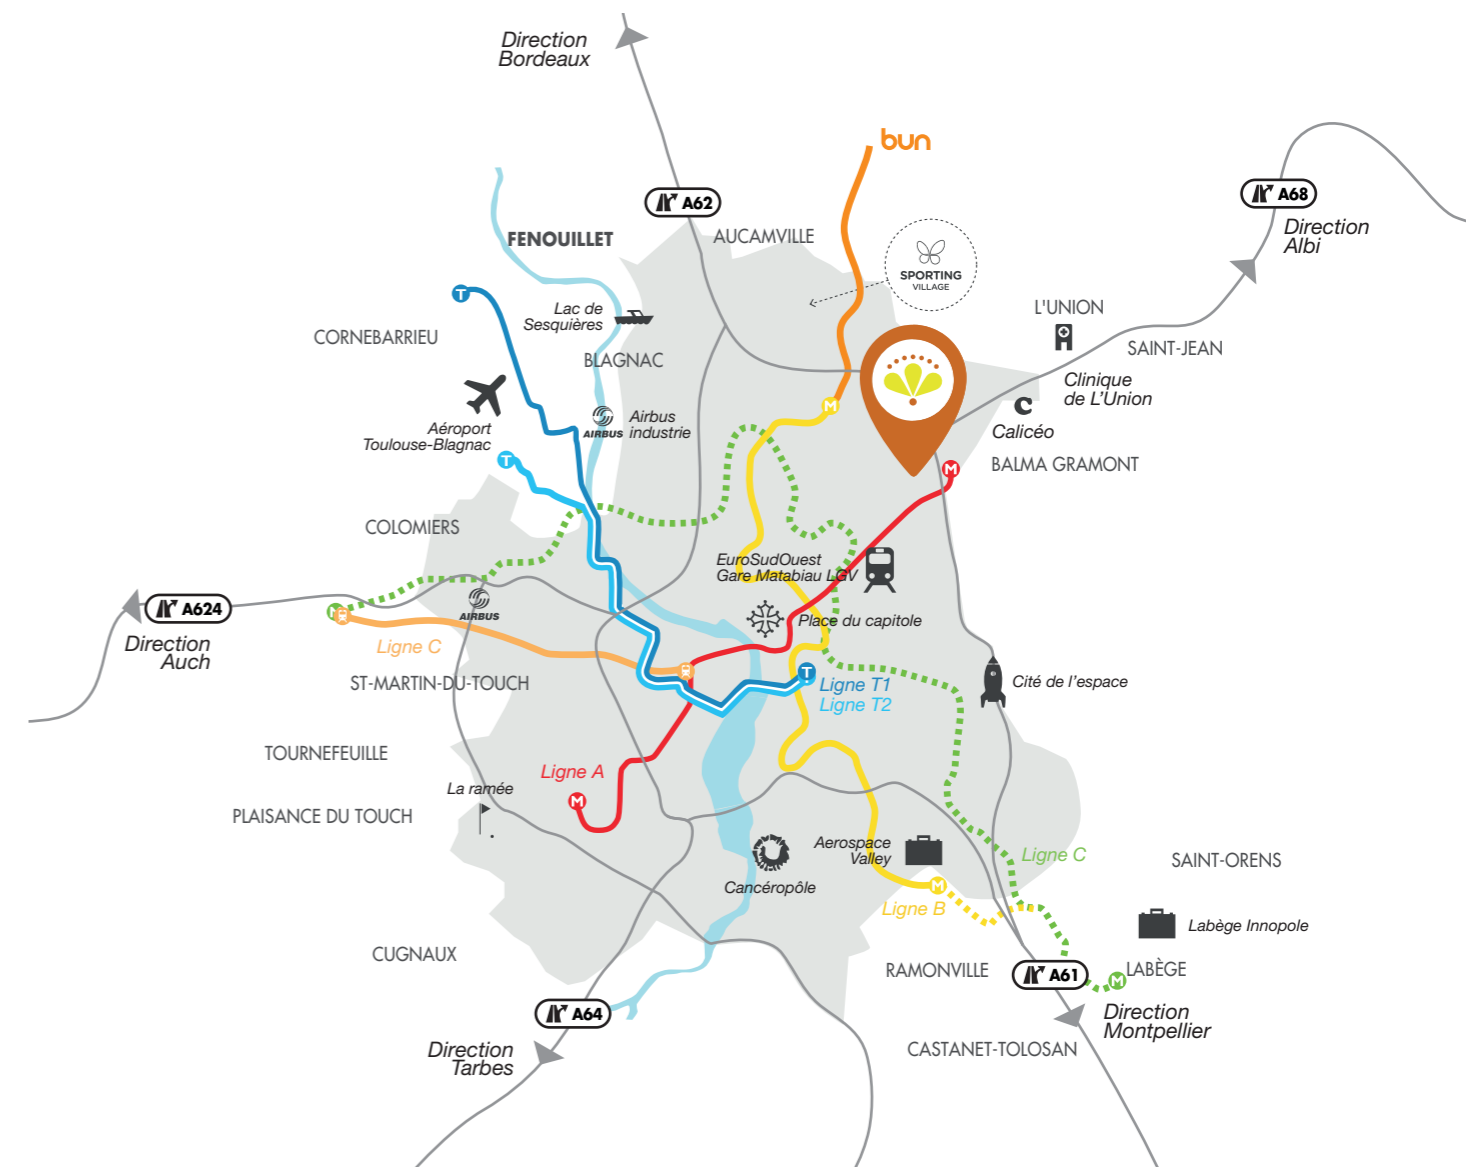 Direction
Bordeaux
bun
A62
A68
Direction
Albi
FENOUILLET
AUCAMVILLE
SPORTING
VILLAGE
T
Lac de
Sesquières
L'UNION
CORNEBARRIEU
BLAGNAC
SAINT-JEAN
Clinique
de L'Union
Aéroport
Toulouse-Blagnac
AIRBUS
Airbus
industrie
M
Calicéo
T
M
BALMA GRAMONT
COLOMIERS
EuroSudOuest
Gare Matabiau LGV
A624
M
AIRBUS
Place du capitole
Direction
Auch
Ligne C
ST-MARTIN-DU-TOUCH
T
Ligne T1
Ligne T2
Cité de l'espace
TOURNEFEUILLE
Ligne A
La ramée
M
PLAISANCE DU TOUCH
Aerospace
Valley
Ligne C
SAINT-ORENS
Cancéropôle
M
Ligne B
Labège Innopole
CUGNAUX
RAMONVILLE
A61
LABÈGE
M
A64
Direction
Montpellier
Direction
Tarbes
CASTANET-TOLOSAN